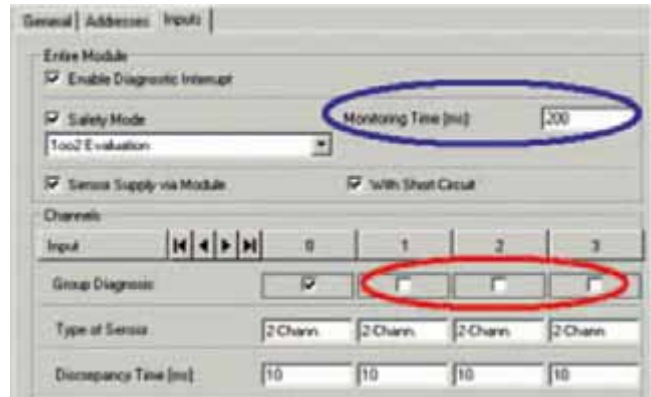 General Addresses Inputs
Entire Module
Enable Diagnostic Interrupt
Safety Mode Monitoring Time [ms]: 200
1oo2 Evaluation
Sensor Supply via Module With Short Circuit
Channels
Input 0 1 2 3
Group Diagnosis
Type of Sensor 2 Chann. 2 Chann. 2 Chann. 2 Chann.
Discrepancy Time [ms] 10 10 10 10